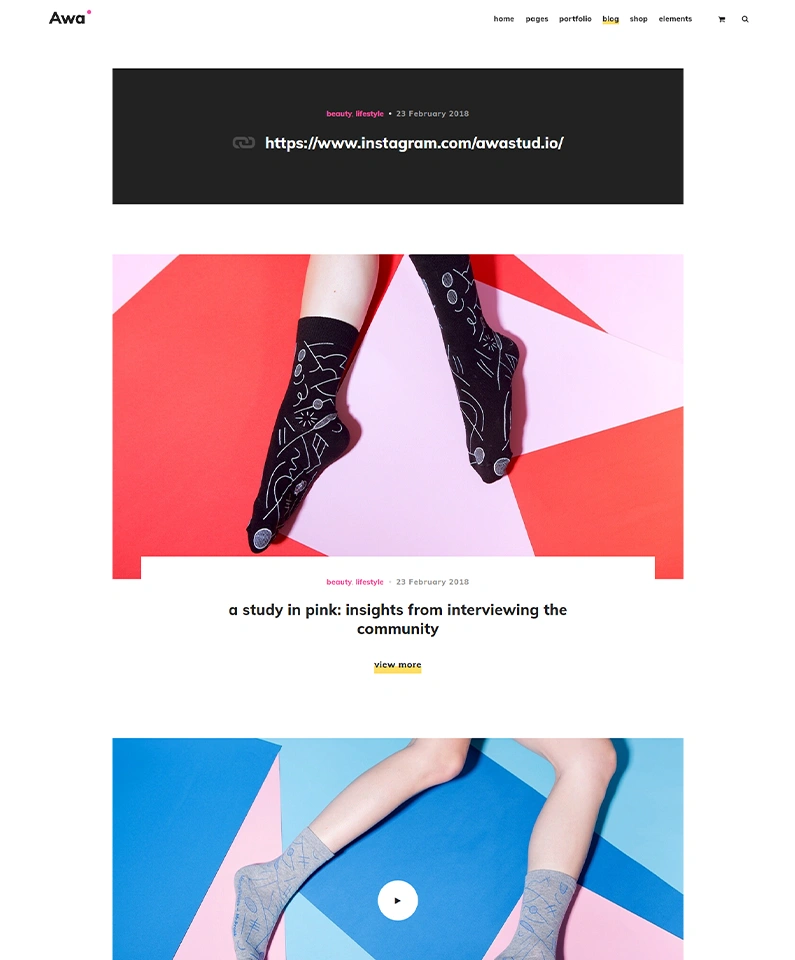 Awa
home pages portfolio blog shop elements
beauty, lifestyle • 23 February 2018
https://www.instagram.com/awastud.io/
beauty, lifestyle • 23 February 2018
a study in pink: insights from interviewing the
community
view more